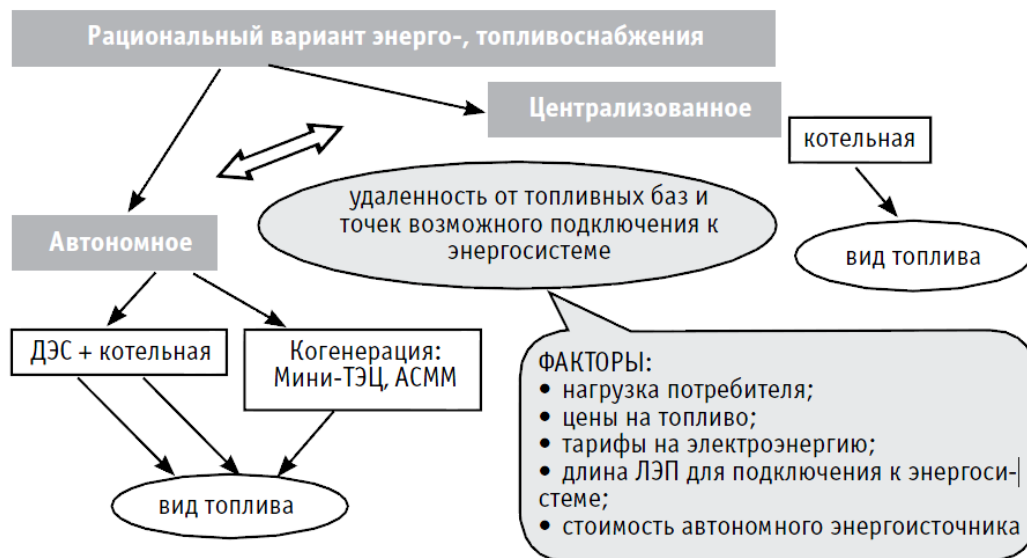 Рациональный вариант энерго-, топливоснабжения
Централизованное
котельная
удаленность от топливных баз и
точек возможного подключения к
энергосистеме
Автономное
вид топлива
ДЭС + котельная
Когенерация:
Мини-ТЭЦ, АСММ
ФАКТОРЫ:
• нагрузка потребителя;
• цены на топливо;
• тарифы на электроэнергию;
• длина ЛЭП для подключения к энергоси-
стеме;
• стоимость автономного энергоисточника
вид топлива